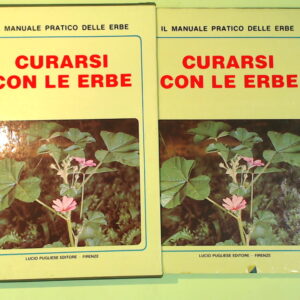 IL MANUALE PRATICO DELLE ERBE
CURARSI
CON LE ERBE
LUCIO PUGLIESE EDITORE - FIRENZE
IL MANUALE PRATICO DELLE ERBE
CURARSI
CON LE ERBE
LUCIO PUGLIESE EDITORE - FIRENZE